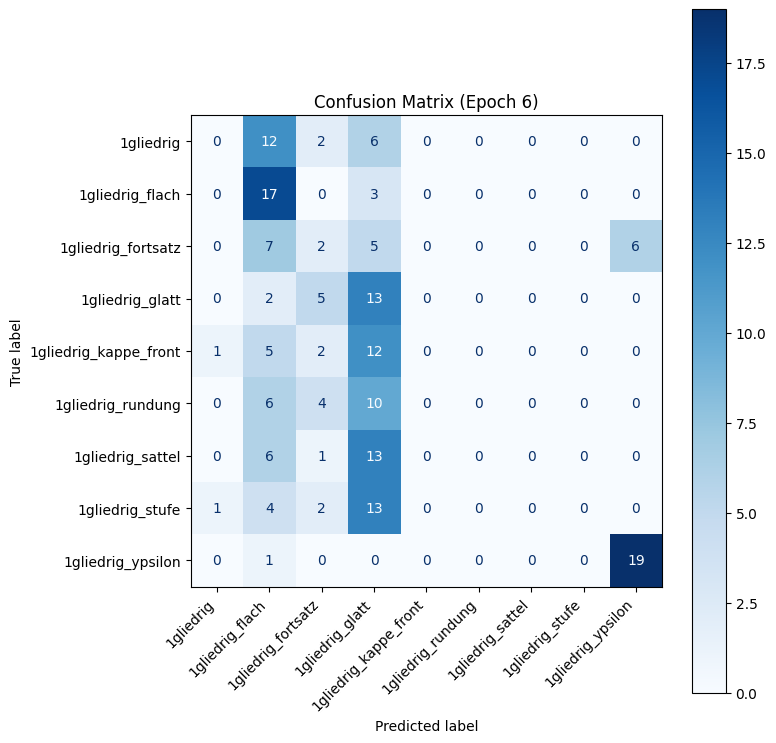 Confusion Matrix (Epoch 6)
True label
1gliedrig 0 12 2 6 0 0 0 0 0
1gliedrig_flach 0 17 0 3 0 0 0 0 0
1gliedrig_fortsatz 0 7 2 5 0 0 0 0 6
1gliedrig_glatt 0 2 5 13 0 0 0 0 0
1gliedrig_kappe_front 1 5 2 12 0 0 0 0 0
1gliedrig_rundung 0 6 4 10 0 0 0 0 0
1gliedrig_sattel 0 6 1 13 0 0 0 0 0
1gliedrig_stufe 1 4 2 13 0 0 0 0 0
1gliedrig_ypsilon 0 1 0 0 0 0 0 0 19
1gliedrig
1gliedrig_flach
1gliedrig_fortsatz
1gliedrig_glatt
1gliedrig_kappe_front
1gliedrig_rundung
1gliedrig_sattel
1gliedrig_stufe
1gliedrig_ypsilon
Predicted label
17.5
15.0
12.5
10.0
7.5
5.0
2.5
0.0